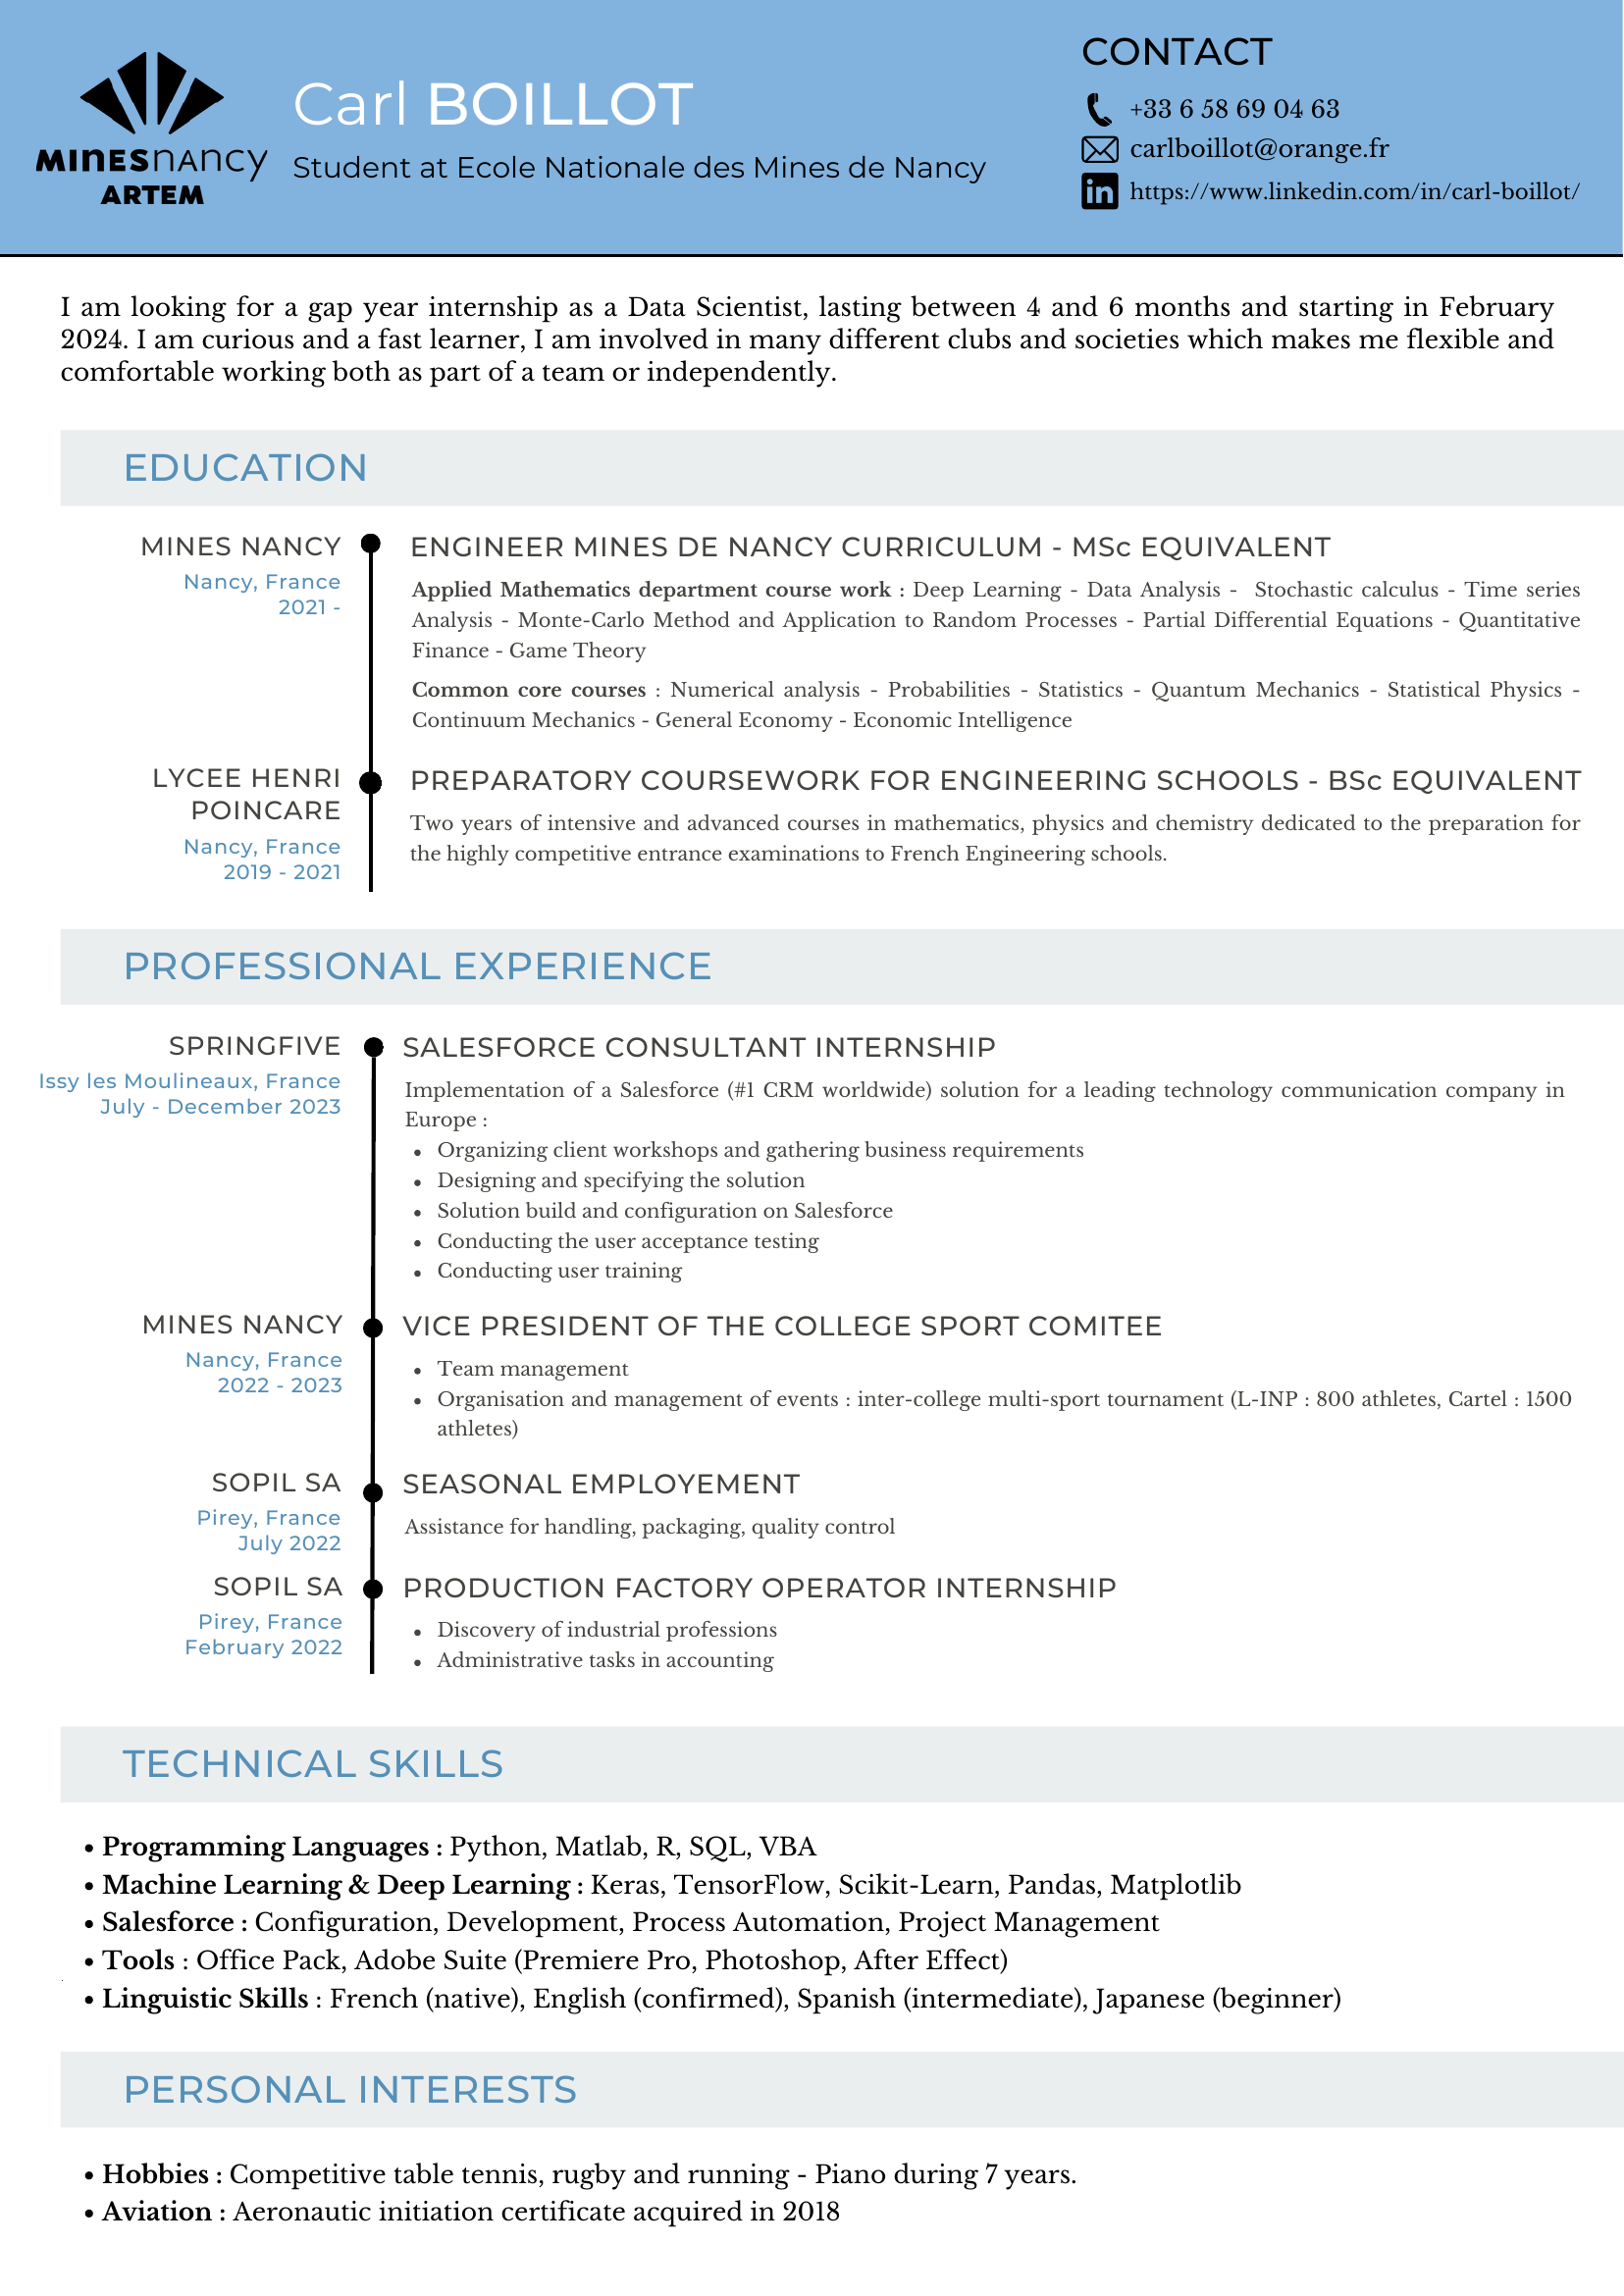 MINESNANCY
ARTEM
Carl BOILLOT
Student at Ecole Nationale des Mines de Nancy
CONTACT
+33 6 58 69 04 63
carlboillot@orange.fr
in
https://www.linkedin.com/in/carl-boillot/
I am looking for a gap year internship as a Data Scientist, lasting between 4 and 6 months and starting in February
2024. I am curious and a fast learner, I am involved in many different clubs and societies which makes me flexible and
comfortable working both as part of a team or independently.
EDUCATION
MINES NANCY
Nancy, France
2021 -
ENGINEER MINES DE NANCY CURRICULUM - MSc EQUIVALENT
Applied Mathematics department course work : Deep Learning - Data Analysis - Stochastic calculus - Time series
Analysis - Monte-Carlo Method and Application to Random Processes - Partial Differential Equations - Quantitative
Finance - Game Theory
Common core courses : Numerical analysis - Probabilities - Statistics - Quantum Mechanics - Statistical Physics -
Continuum Mechanics - General Economy - Economic Intelligence
LYCEE HENRI
POINCARE
Nancy, France
2019 - 2021
PREPARATORY COURSEWORK FOR ENGINEERING SCHOOLS - BSc EQUIVALENT
Two years of intensive and advanced courses in mathematics, physics and chemistry dedicated to the preparation for
the highly competitive entrance examinations to French Engineering schools.
PROFESSIONAL EXPERIENCE
SPRINGFIVE
Issy les Moulineaux, France
July - December 2023
SALESFORCE CONSULTANT INTERNSHIP
Implementation of a Salesforce (#1 CRM worldwide) solution for a leading technology communication company in
Europe :
• Organizing client workshops and gathering business requirements
• Designing and specifying the solution
• Solution build and configuration on Salesforce
• Conducting the user acceptance testing
• Conducting user training
MINES NANCY
Nancy, France
2022 - 2023
VICE PRESIDENT OF THE COLLEGE SPORT COMITEE
• Team management
• Organisation and management of events : inter-college multi-sport tournament (L-INP : 800 athletes, Cartel : 1500
athletes)
SOPIL SA
Pirey, France
July 2022
SEASONAL EMPLOYEMENT
Assistance for handling, packaging, quality control
SOPIL SA
Pirey, France
February 2022
PRODUCTION FACTORY OPERATOR INTERNSHIP
• Discovery of industrial professions
• Administrative tasks in accounting
TECHNICAL SKILLS
• Programming Languages : Python, Matlab, R, SQL, VBA
• Machine Learning & Deep Learning : Keras, TensorFlow, Scikit-Learn, Pandas, Matplotlib
• Salesforce : Configuration, Development, Process Automation, Project Management
• Tools : Office Pack, Adobe Suite (Premiere Pro, Photoshop, After Effect)
• Linguistic Skills : French (native), English (confirmed), Spanish (intermediate), Japanese (beginner)
PERSONAL INTERESTS
• Hobbies : Competitive table tennis, rugby and running - Piano during 7 years.
• Aviation : Aeronautic initiation certificate acquired in 2018